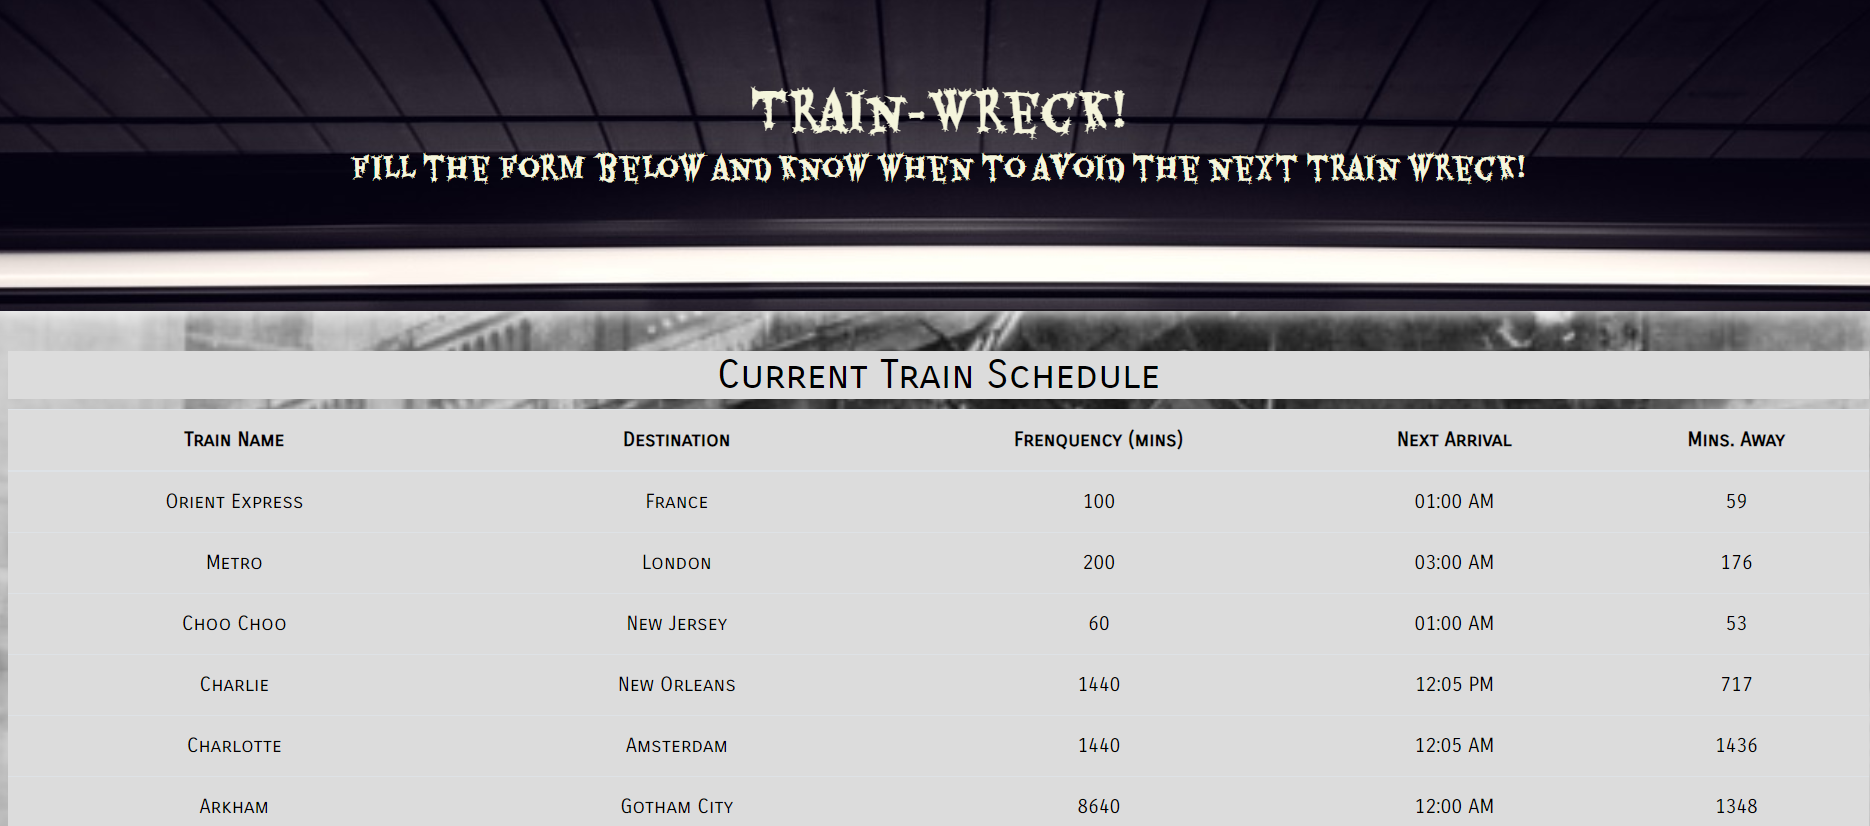 TRAIN-WRECK!
FILL THE FORM BELOW AND KNOW WHEN TO AVOID THE NEXT TRAIN WRECK!
Current Train Schedule
Train Name Destination Frenquency (mins) Next Arrival Mins. Away
Orient Express France 100 01:00 AM 59
Metro London 200 03:00 AM 176
Choo Choo New Jersey 60 01:00 AM 53
Charlie New Orleans 1440 12:05 PM 717
Charlotte Amsterdam 1440 12:05 AM 1436
Arkham Gotham City 8640 12:00 AM 1348